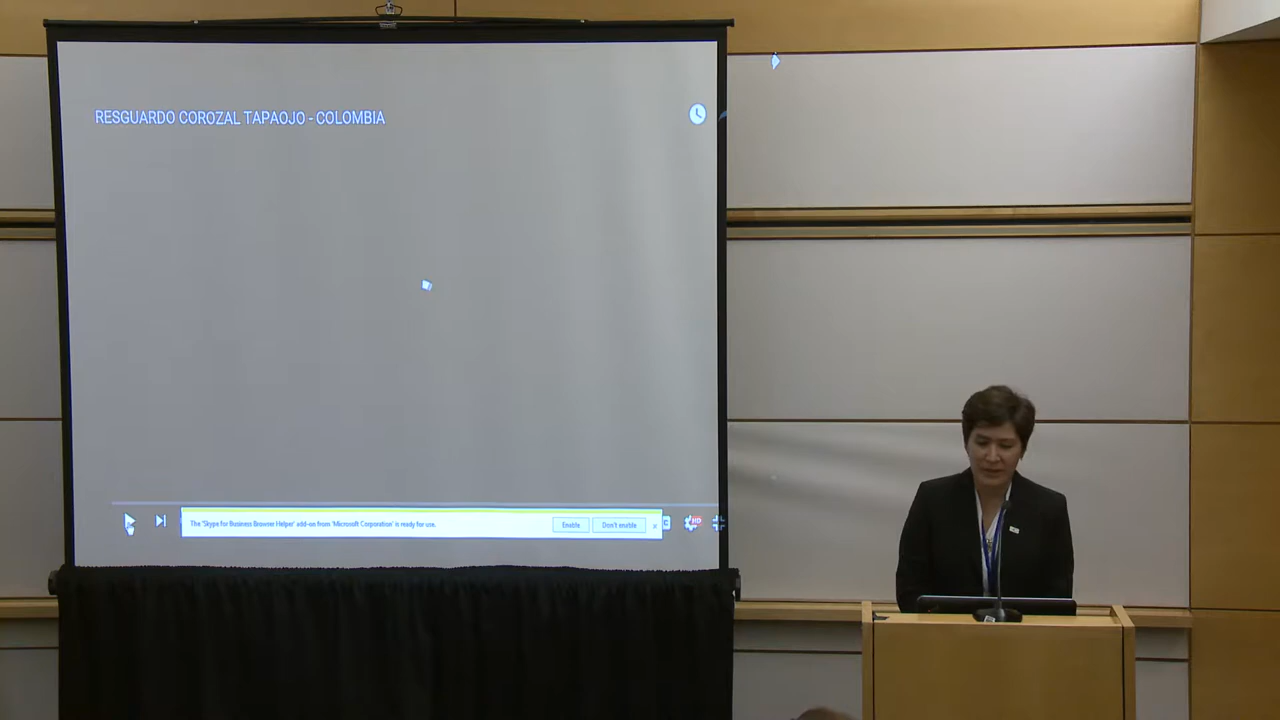 RESGUARDO COROZAL TAPAOJO - COLOMBIA
The 'Skype for Business Browser Helper' add-on from 'Microsoft Corporation' is ready for use.
Enable
Don't enable
HD